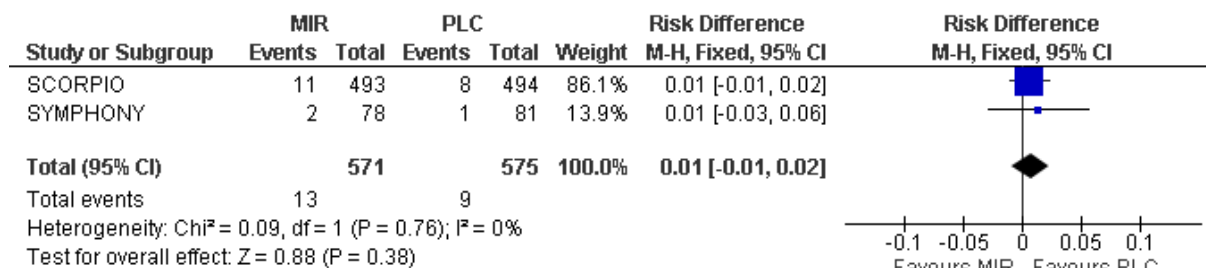 MIR PLC Risk Difference Risk Difference
Study or Subgroup Events Total Events Total Weight M-H, Fixed, 95% CI M-H, Fixed, 95% CI
SCORPIO 11 493 8 494 86.1% 0.01 [-0.01, 0.02]
SYMPHONY 2 78 1 81 13.9% 0.01 [-0.03, 0.06]
Total (95% CI) 571 575 100.0% 0.01 [-0.01, 0.02]
Total events 13 9
Heterogeneity: Chi² = 0.09, df = 1 (P = 0.76); I² = 0%
Test for overall effect: Z = 0.88 (P = 0.38)
-0.1 -0.05 0 0.05 0.1
Favours MIR Favours PLC